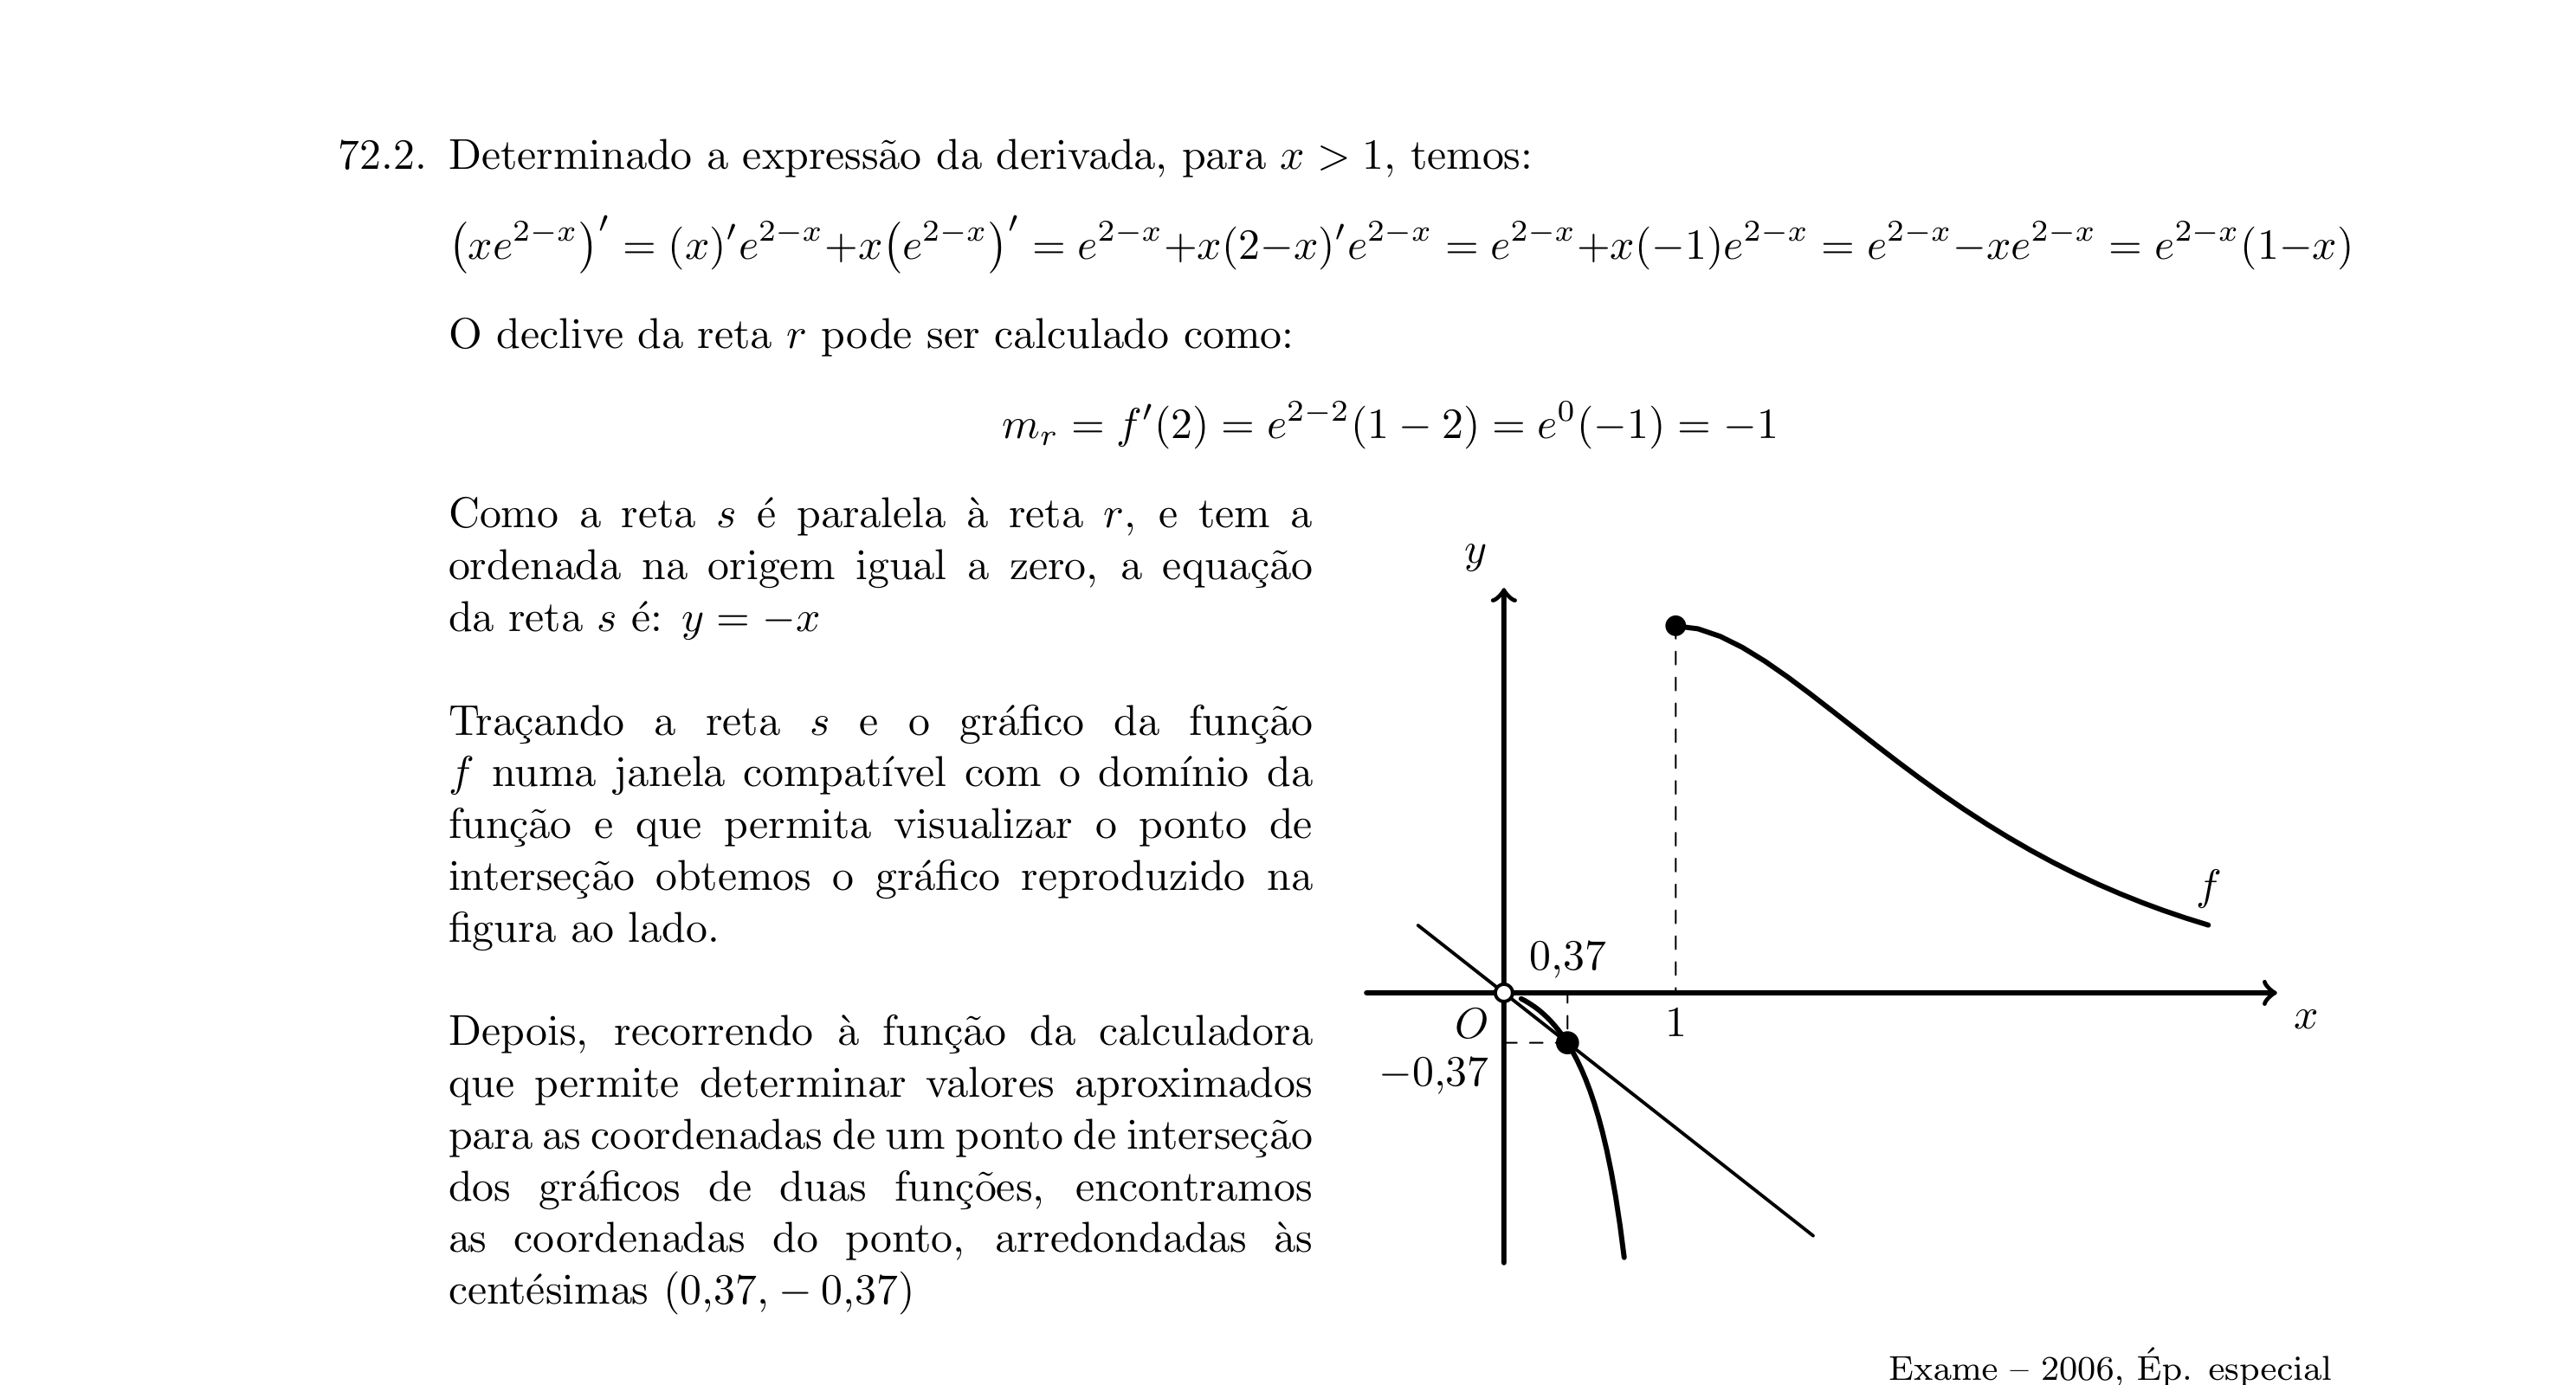 72.2. Determinado a expressão da derivada, para x > 1, temos:
(xe^{2−x})′ = (x)′e^{2−x}+x(e^{2−x})′ = e^{2−x}+x(2−x)′e^{2−x} = e^{2−x}+x(−1)e^{2−x} = e^{2−x}−xe^{2−x} = e^{2−x}(1−x)
O declive da reta r pode ser calculado como:
m_r = f′(2) = e^{2−2}(1 − 2) = e^0(−1) = −1
Como a reta s é paralela à reta r, e tem a
ordenada na origem igual a zero, a equação
da reta s é: y = −x
Traçando a reta s e o gráfico da função
f numa janela compatível com o domínio da
função e que permita visualizar o ponto de
interseção obtemos o gráfico reproduzido na
figura ao lado.
Depois, recorrendo à função da calculadora
que permite determinar valores aproximados
para as coordenadas de um ponto de interseção
dos gráficos de duas funções, encontramos
as coordenadas do ponto, arredondadas às
centésimas (0,37, − 0,37)
y
f
0,37
O
1
x
−0,37
Exame – 2006, Ép. especial